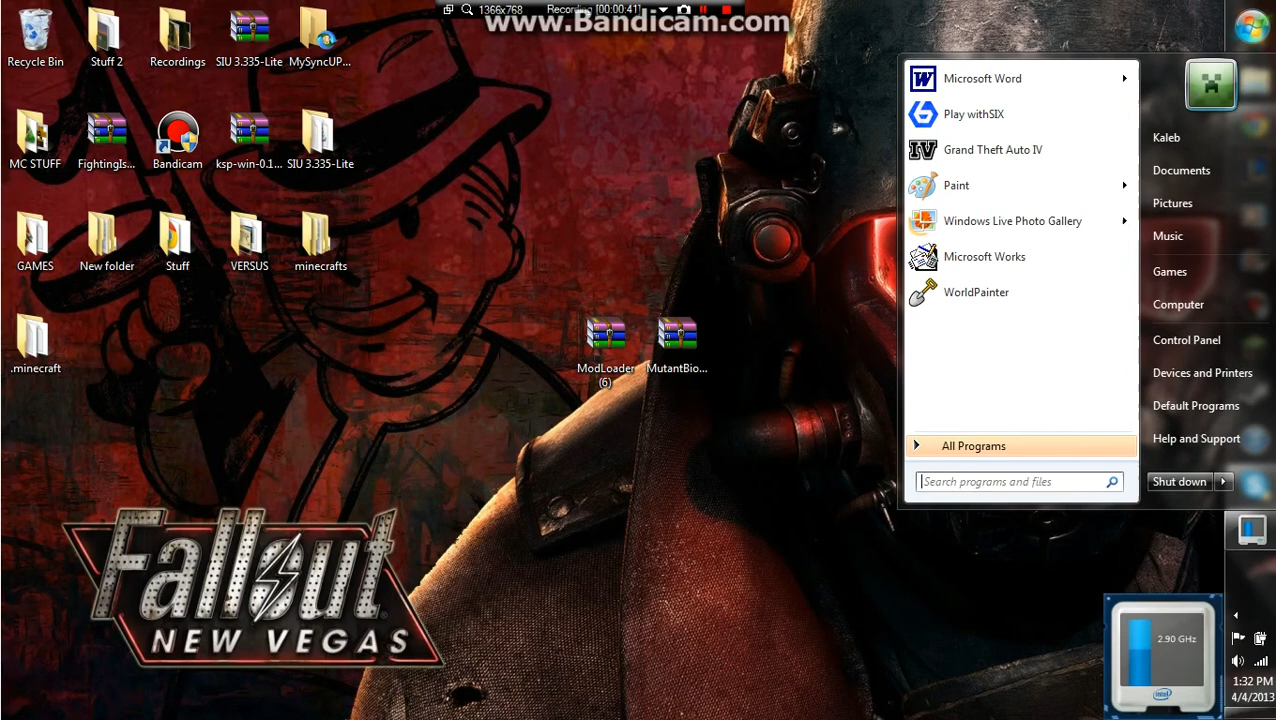 1366x768 Recording [00:00:41]
www.Bandicam.com
Recycle Bin
Stuff 2
Recordings
SIU 3.335-Lite
MySyncUP...
MC STUFF
FightingIs...
Bandicam
ksp-win-0.1...
SIU 3.335-Lite
GAMES
New folder
Stuff
VERSUS
minecrafts
.minecraft
ModLoader
(6)
MutantBio...
Fallout
NEW VEGAS
Microsoft Word
Play withSIX
IV
Grand Theft Auto IV
Paint
Windows Live Photo Gallery
Microsoft Works
WorldPainter
All Programs
Search programs and files
Kaleb
Documents
Pictures
Music
Games
Computer
Control Panel
Devices and Printers
Default Programs
Help and Support
Shut down
2.90 GHz
intel
1:32 PM
4/4/2013